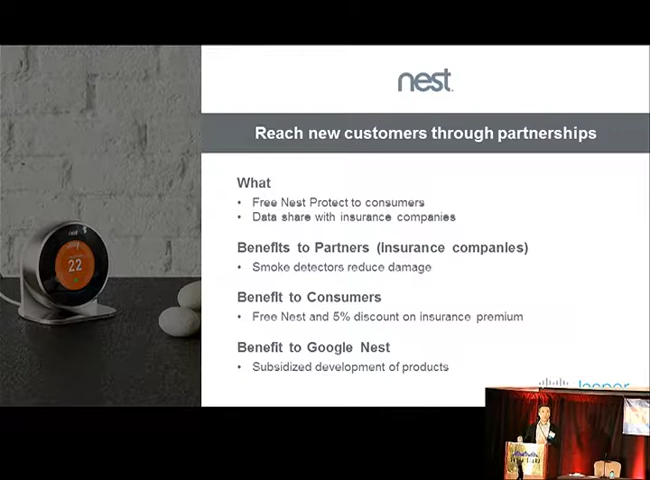 nest
Reach new customers through partnerships
What
• Free Nest Protect to consumers
• Data share with insurance companies
Benefits to Partners (insurance companies)
• Smoke detectors reduce damage
Benefit to Consumers
• Free Nest and 5% discount on insurance premium
Benefit to Google Nest
• Subsidized development of products
22